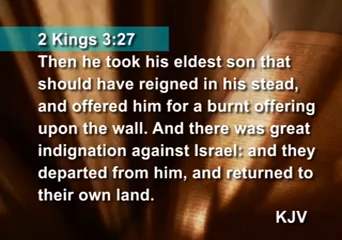 2 Kings 3:27
Then he took his eldest son that
should have reigned in his stead,
and offered him for a burnt offering
upon the wall. And there was great
indignation against Israel: and they
departed from him, and returned to
their own land.
KJV